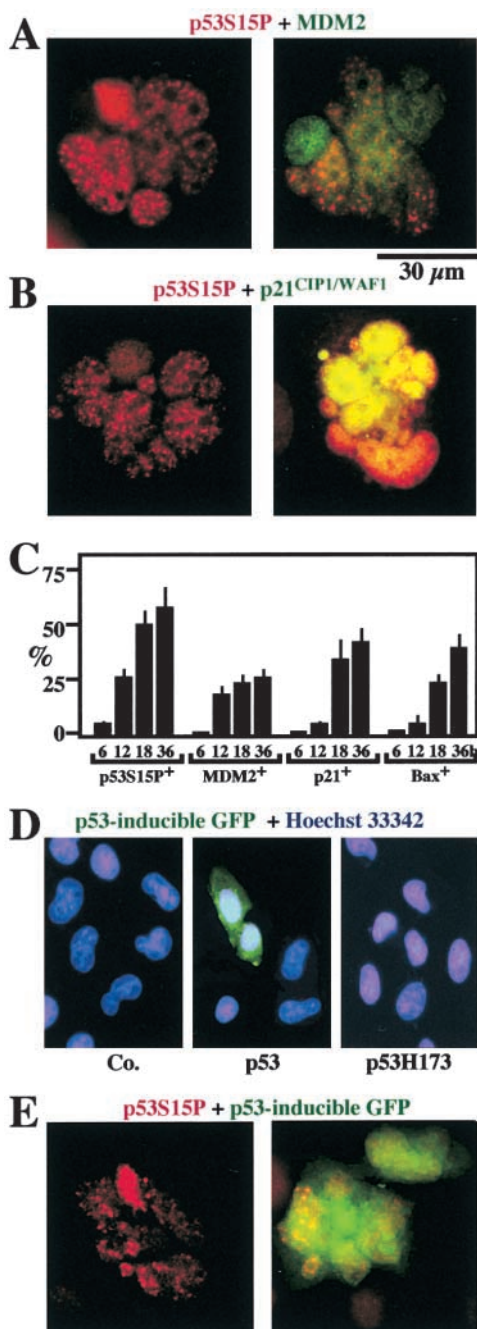 A p53S15P + MDM2
30 µm
B p53S15P + p21CIP1/WAF1
C
75
50
%
25
0
6 12 18 36 6 12 18 36 6 12 18 36 6 12 18 36h
p53S15P+ MDM2+ p21+ Bax+
D p53-inducible GFP + Hoechst 33342
Co. p53 p53H173
E p53S15P + p53-inducible GFP